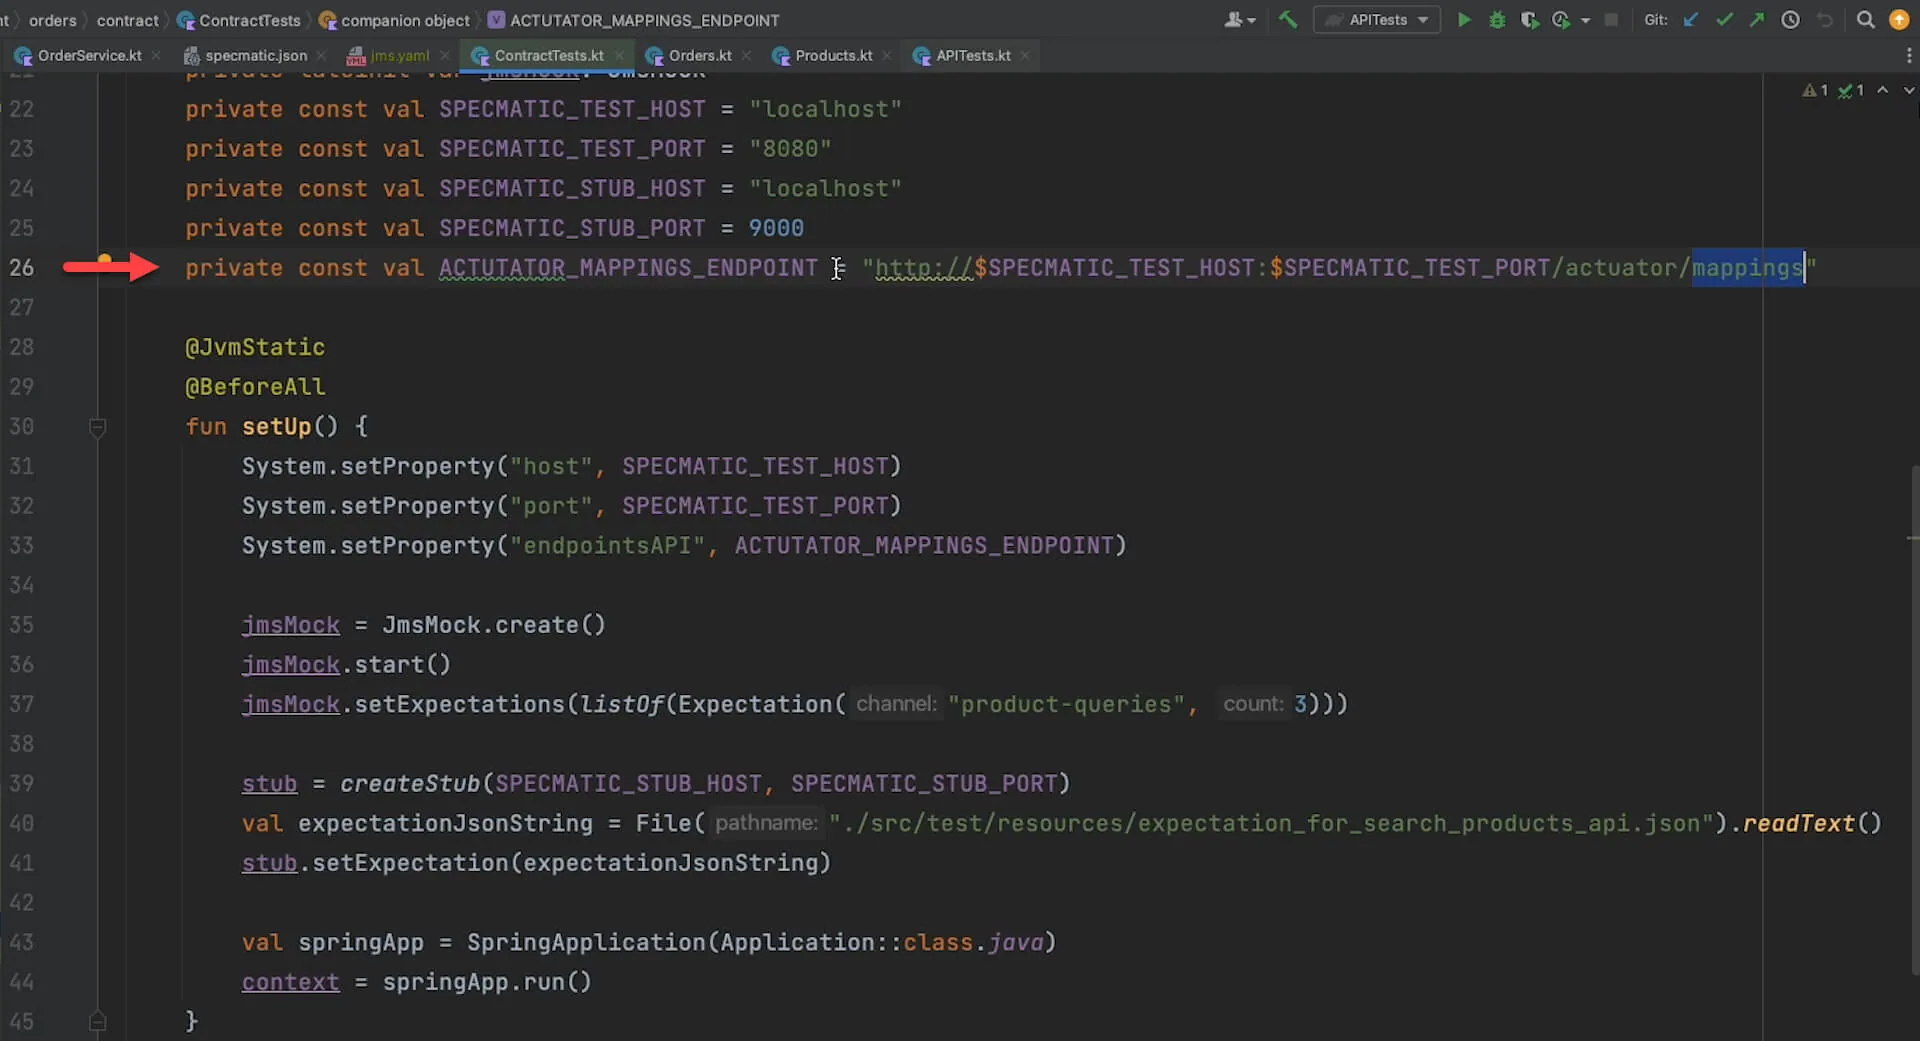 orders contract ContractTests companion object ACTUTATOR_MAPPINGS_ENDPOINT APITests Git:
OrderService.kt specmatic.json jms.yaml ContractTests.kt Orders.kt Products.kt APITests.kt
1 1
22 private const val SPECMATIC_TEST_HOST = "localhost"
23 private const val SPECMATIC_TEST_PORT = "8080"
24 private const val SPECMATIC_STUB_HOST = "localhost"
25 private const val SPECMATIC_STUB_PORT = 9000
26 private const val ACTUTATOR_MAPPINGS_ENDPOINT = "http://$SPECMATIC_TEST_HOST:$SPECMATIC_TEST_PORT/actuator/mappings"
27
28 @JvmStatic
29 @BeforeAll
30 fun setUp() {
31 System.setProperty("host", SPECMATIC_TEST_HOST)
32 System.setProperty("port", SPECMATIC_TEST_PORT)
33 System.setProperty("endpointsAPI", ACTUTATOR_MAPPINGS_ENDPOINT)
34
35 jmsMock = JmsMock.create()
36 jmsMock.start()
37 jmsMock.setExpectations(listOf(Expectation( channel: "product-queries", count: 3)))
38
39 stub = createStub(SPECMATIC_STUB_HOST, SPECMATIC_STUB_PORT)
40 val expectationJsonString = File( pathname: "./src/test/resources/expectation_for_search_products_api.json").readText()
41 stub.setExpectation(expectationJsonString)
42
43 val springApp = SpringApplication(Application::class.java)
44 context = springApp.run()
45 }